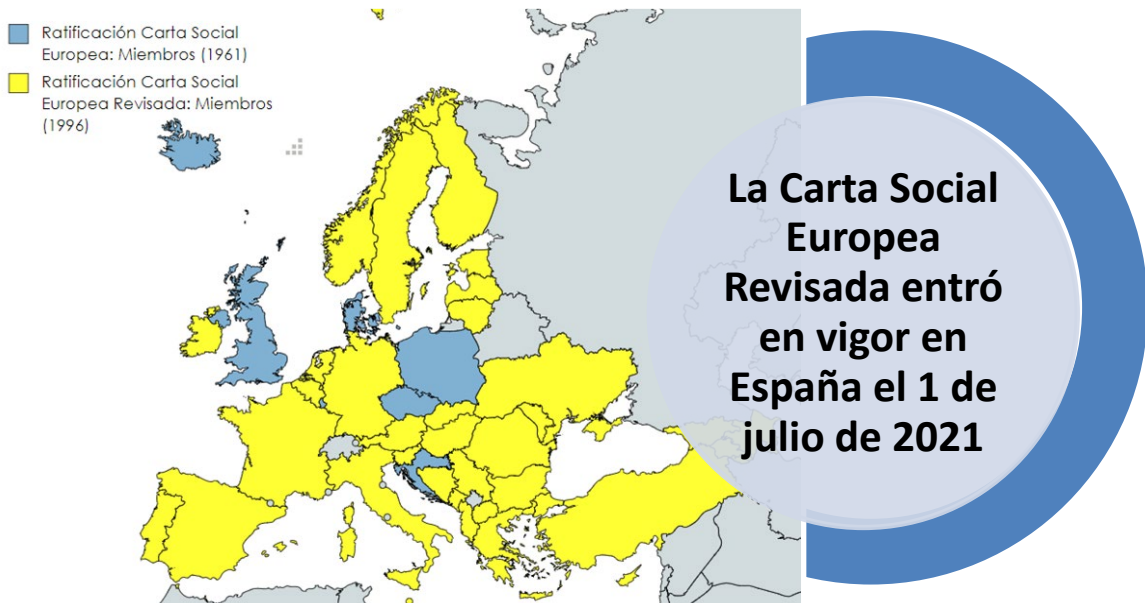 Ratificación Carta Social
Europea: Miembros (1961)
Ratificación Carta Social
Europea Revisada: Miembros
(1996)
La Carta Social
Europea
Revisada entró
en vigor en
España el 1 de
julio de 2021